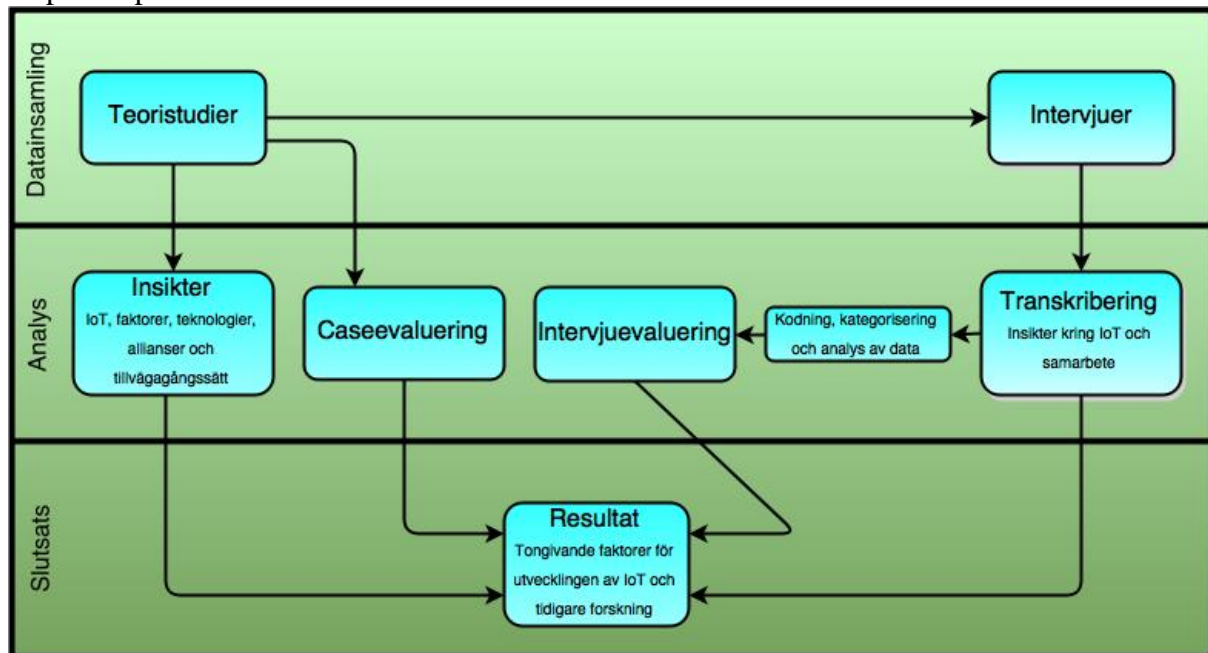 Datainsamling
Teoristudier
Intervjuer
Analys
Insikter
IoT, faktorer, teknologier,
allianser och
tillvägagångssätt
Caseevaluering
Intervjuevaluering
Kodning, kategorisering
och analys av data
Transkribering
Insikter kring IoT och
samarbete
Slutsats
Resultat
Tongivande faktorer för
utvecklingen av IoT och
tidigare forskning